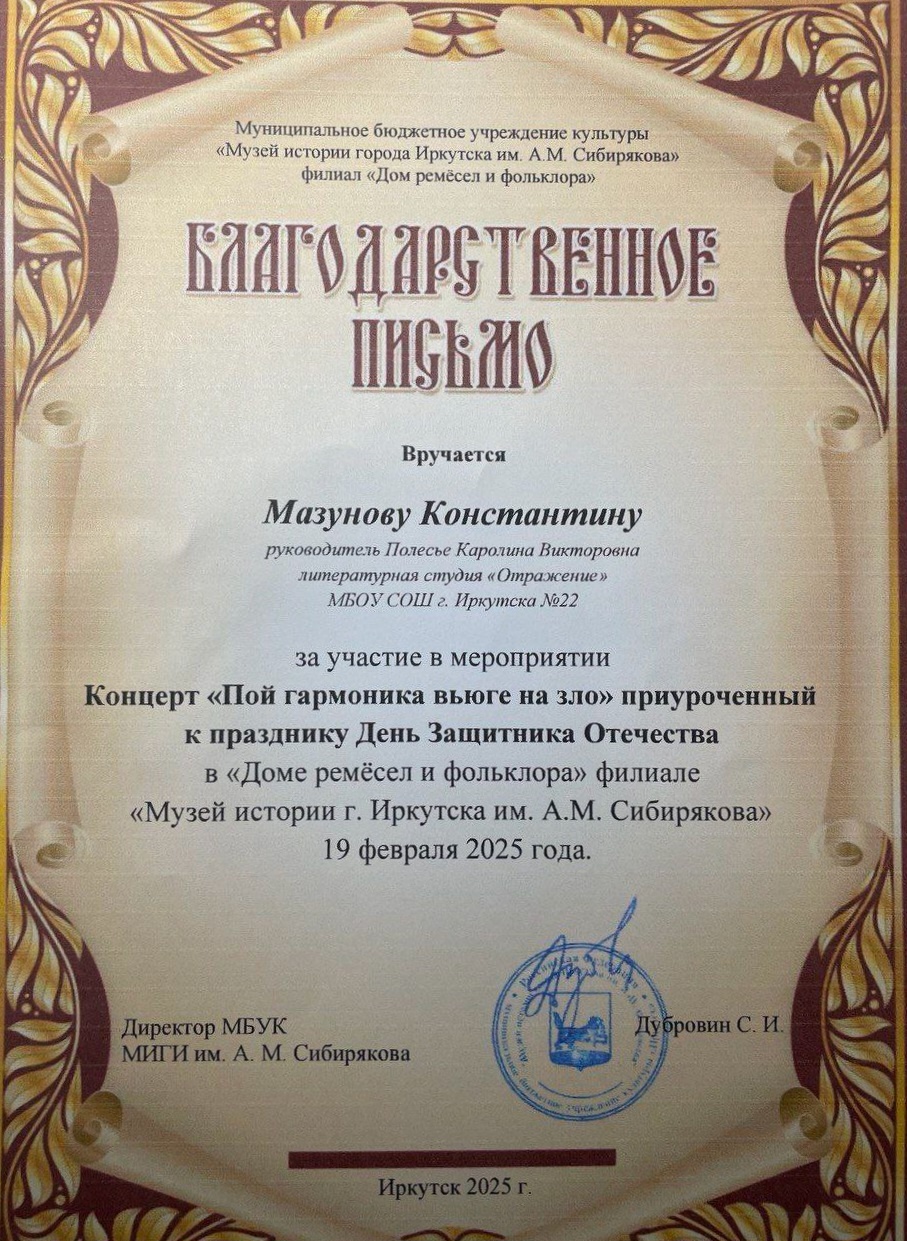 Муниципальное бюджетное учреждение культуры
«Музей истории города Иркутска им. А.М. Сибирякова»
филиал «Дом ремёсел и фольклора»
БЛАГОДАРСТВЕННОЕ
ПИСЬМО
Вручается
Мазунову Константину
руководитель Полесье Каролина Викторовна
литературная студия «Отражение»
МБОУ СОШ г. Иркутска №22
за участие в мероприятии
Концерт «Пой гармоника вьюге на зло» приуроченный
к празднику День Защитника Отечества
в «Доме ремёсел и фольклора» филиале
«Музей истории г. Иркутска им. А.М. Сибирякова»
19 февраля 2025 года.
Российская Федерация
Директор МБУК
МИГИ им. А. М. Сибирякова
Дубровин С. И.
Иркутск 2025 г.